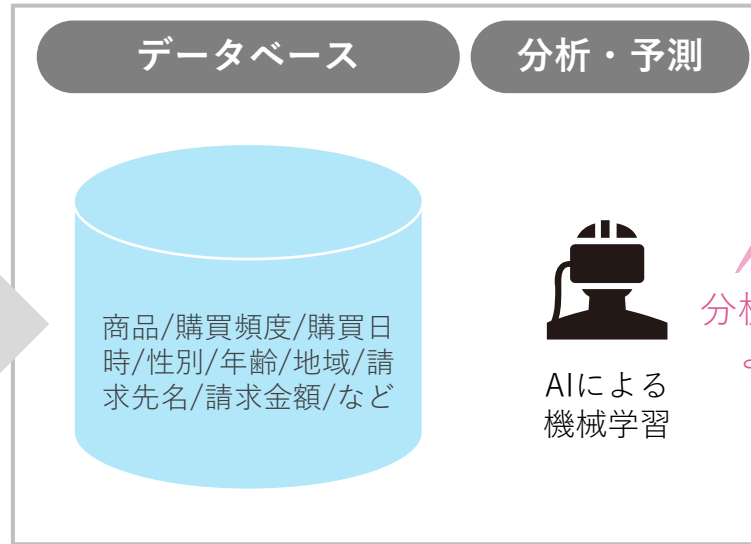 データベース
分析・予測
商品/購買頻度/購買日
時/性別/年齢/地域/請
求先名/請求金額/など
AIによる
機械学習
分